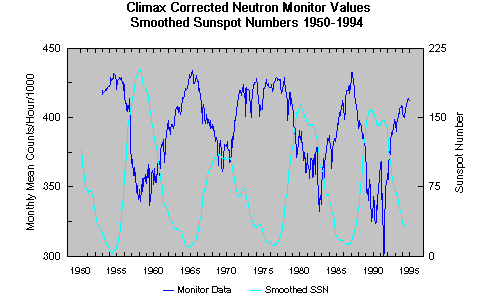 Climax Corrected Neutron Monitor Values
Smoothed Sunspot Numbers 1950-1994
450
400
350
300
Monthly Mean Counts/Hour/1000
225
150
75
0
Sunspot Number
1950 1955 1960 1965 1970 1975 1980 1985 1990 1995
Monitor Data Smoothed SSN